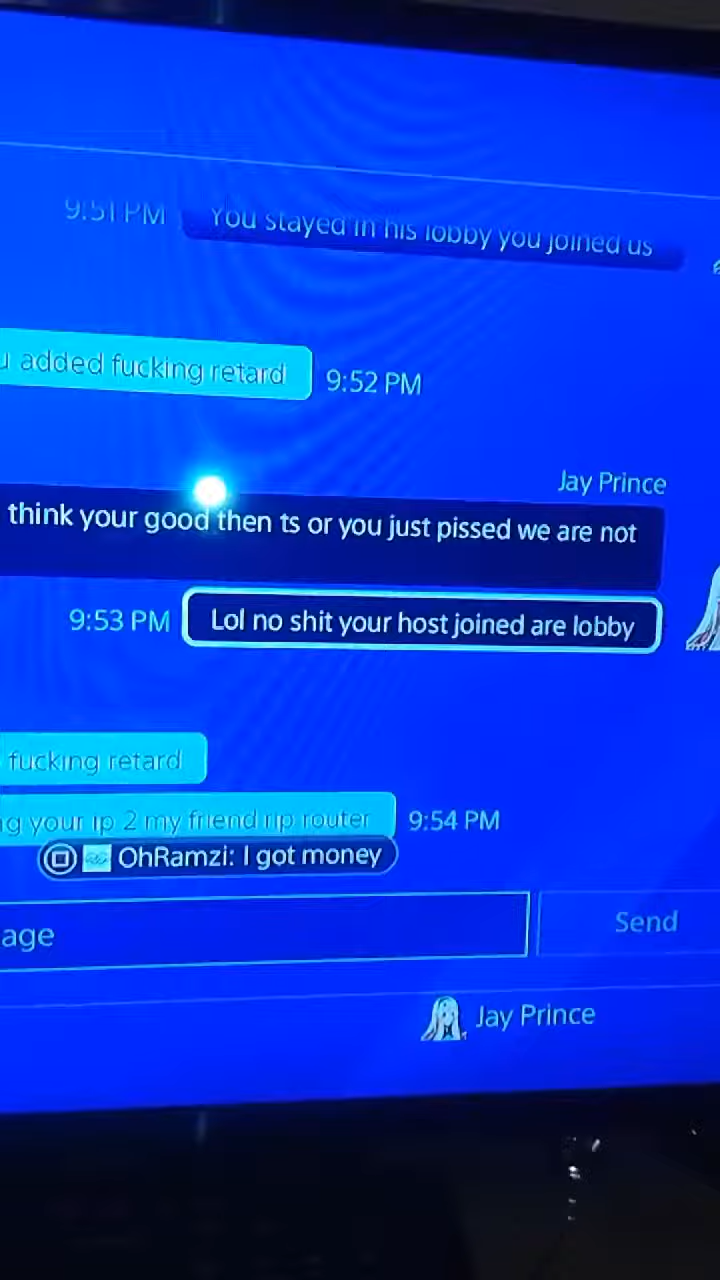 9:51 PM You stayed in his lobby you joined us
u added fucking retard 9:52 PM
Jay Prince
think your good then ts or you just pissed we are not
9:53 PM Lol no shit your host joined are lobby
fucking retard
ng your ip 2 my friend rip router 9:54 PM
OhRamzi: I got money
age
Send
Jay Prince